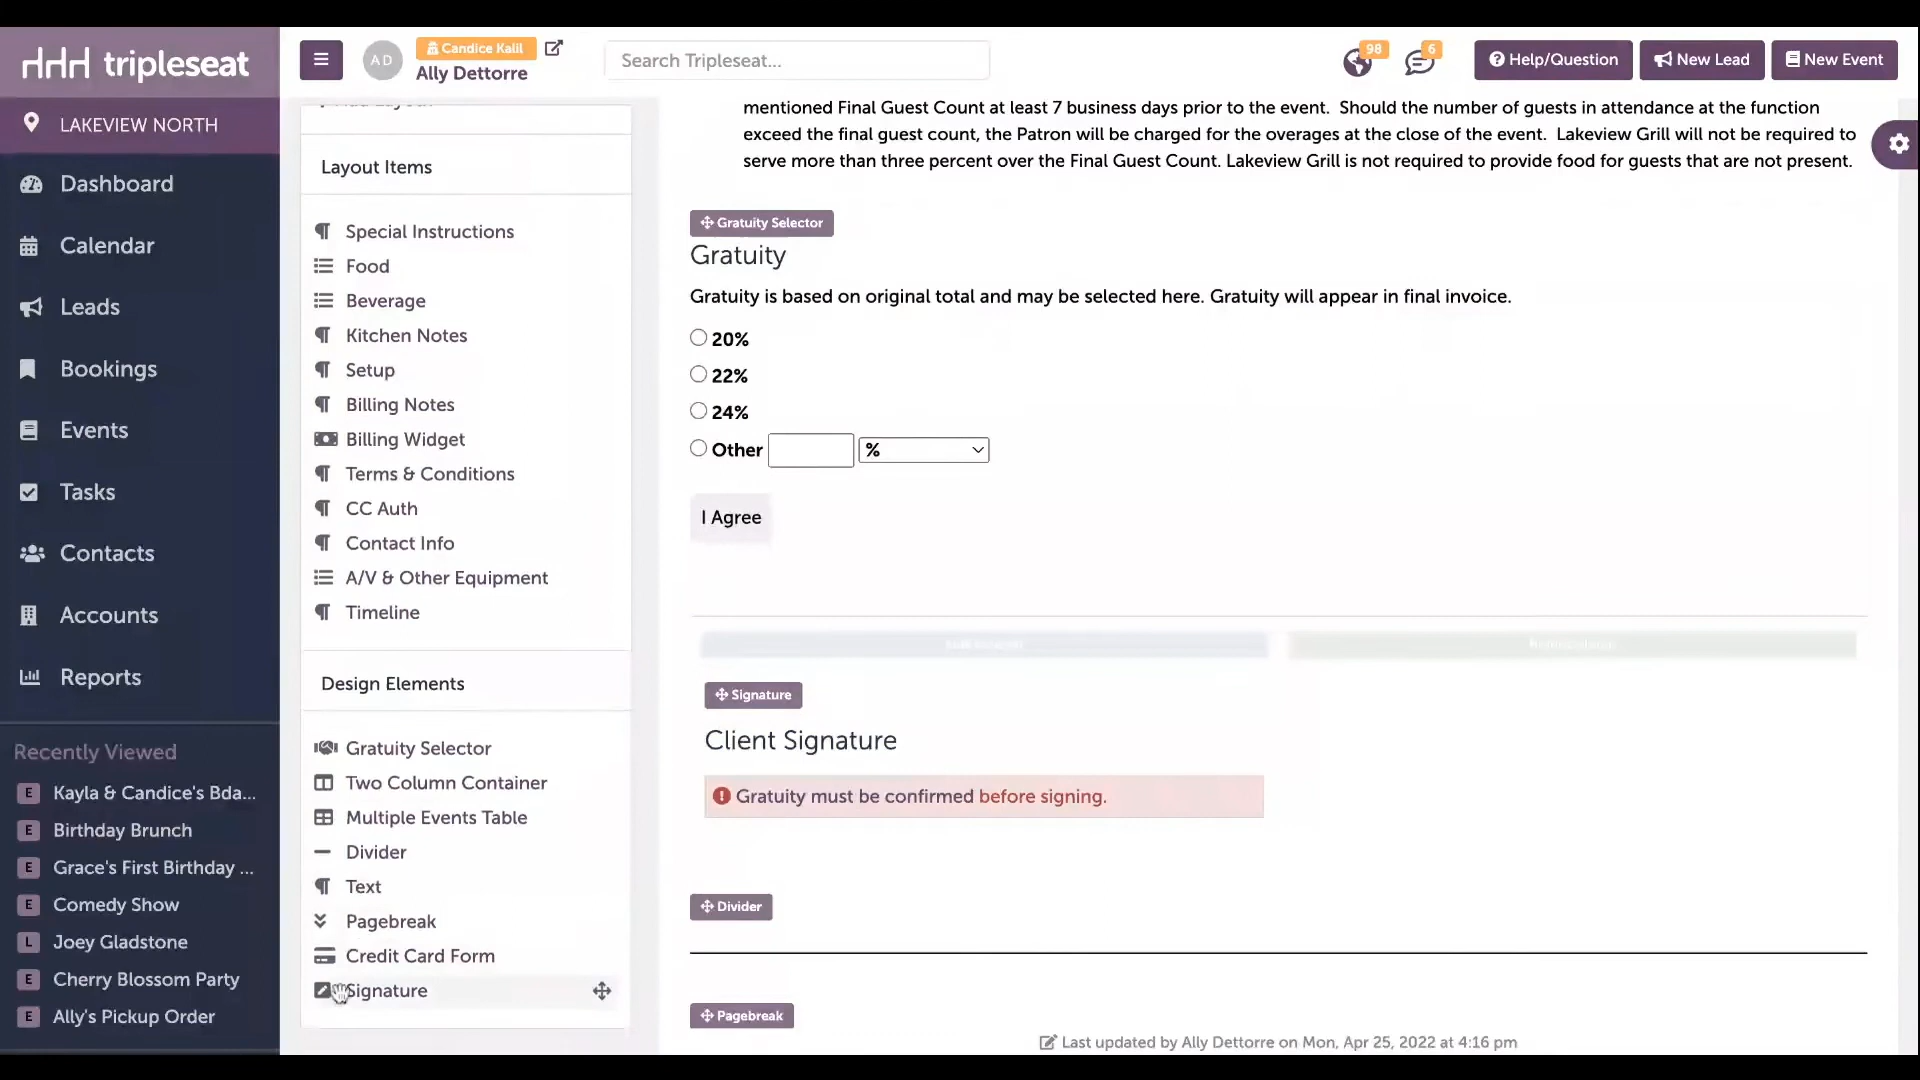 tripleseat
LAKEVIEW NORTH
Dashboard
Calendar
Leads
Bookings
Events
Tasks
Contacts
Accounts
Reports
Recently Viewed
E Kayla & Candice's Bda...
E Birthday Brunch
E Grace's First Birthday ...
E Comedy Show
L Joey Gladstone
E Cherry Blossom Party
E Ally's Pickup Order
AD
Candice Kalil
Ally Dettorre
Search Tripleseat...
98
6
Help/Question
New Lead
New Event
Layout Items
Special Instructions
Food
Beverage
Kitchen Notes
Setup
Billing Notes
Billing Widget
Terms & Conditions
CC Auth
Contact Info
A/V & Other Equipment
Timeline
Design Elements
Gratuity Selector
Two Column Container
Multiple Events Table
Divider
Text
Pagebreak
Credit Card Form
Signature
mentioned Final Guest Count at least 7 business days prior to the event. Should the number of guests in attendance at the function
exceed the final guest count, the Patron will be charged for the overages at the close of the event. Lakeview Grill will not be required to
serve more than three percent over the Final Guest Count. Lakeview Grill is not required to provide food for guests that are not present.
Gratuity Selector
Gratuity
Gratuity is based on original total and may be selected here. Gratuity will appear in final invoice.
20%
22%
24%
Other %
I Agree
Signature
Client Signature
Gratuity must be confirmed before signing.
Divider
Pagebreak
Last updated by Ally Dettorre on Mon, Apr 25, 2022 at 4:16 pm